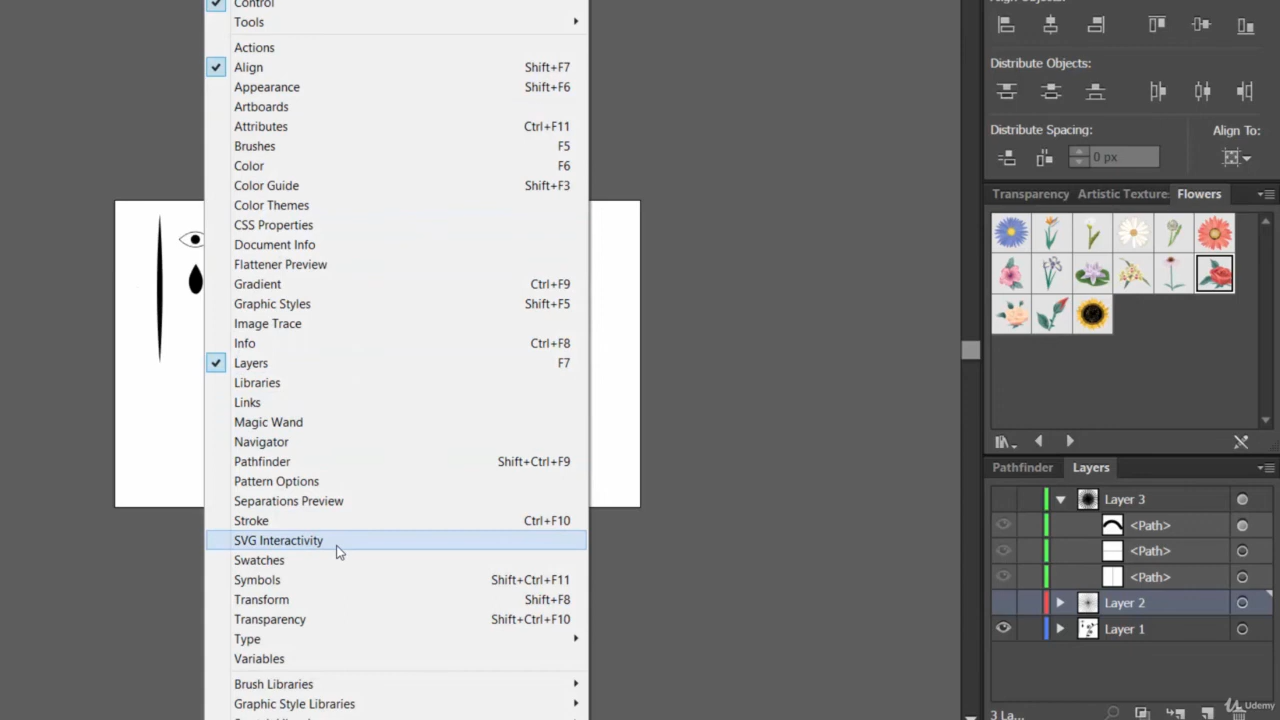 Control
Tools
Actions
Align Shift+F7
Appearance Shift+F6
Artboards
Attributes Ctrl+F11
Brushes F5
Color F6
Color Guide Shift+F3
Color Themes
CSS Properties
Document Info
Flattener Preview
Gradient Ctrl+F9
Graphic Styles Shift+F5
Image Trace
Info Ctrl+F8
Layers F7
Libraries
Links
Magic Wand
Navigator
Pathfinder Shift+Ctrl+F9
Pattern Options
Separations Preview
Stroke Ctrl+F10
SVG Interactivity
Swatches
Symbols Shift+Ctrl+F11
Transform Shift+F8
Transparency Shift+Ctrl+F10
Type
Variables
Brush Libraries
Graphic Style Libraries
Distribute Objects:
Distribute Spacing: Align To:
0 px
Transparency Artistic Texture: Flowers
Pathfinder Layers
Layer 3
<Path>
<Path>
<Path>
Layer 2
Layer 1
3 La...
Udemy